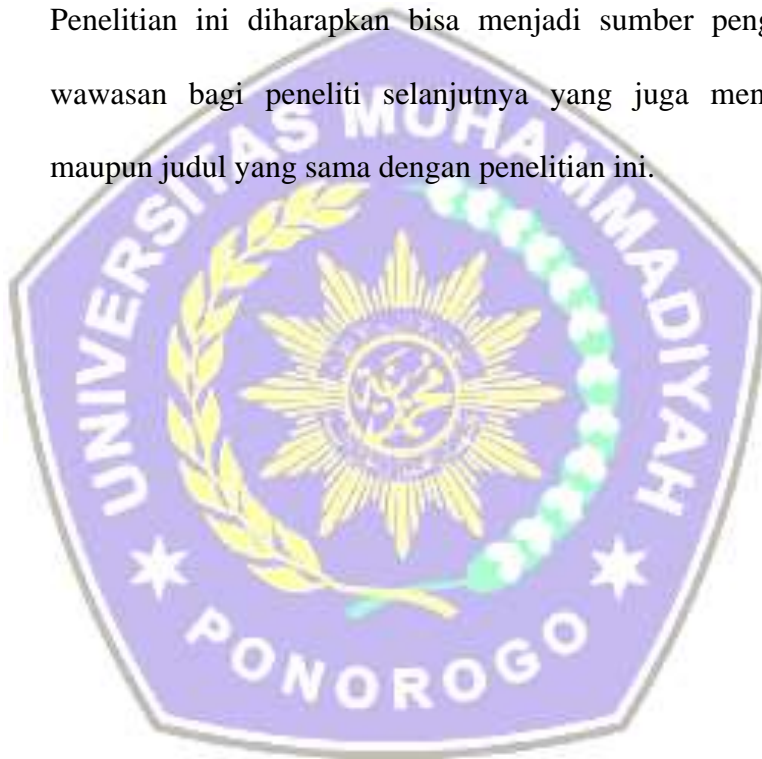 Penelitian ini diharapkan bisa menjadi sumber peng
wawasan bagi peneliti selanjutnya yang juga men
maupun judul yang sama dengan penelitian ini.
UNIVERSITAS MUHAMMADIYAH
PONOROGO